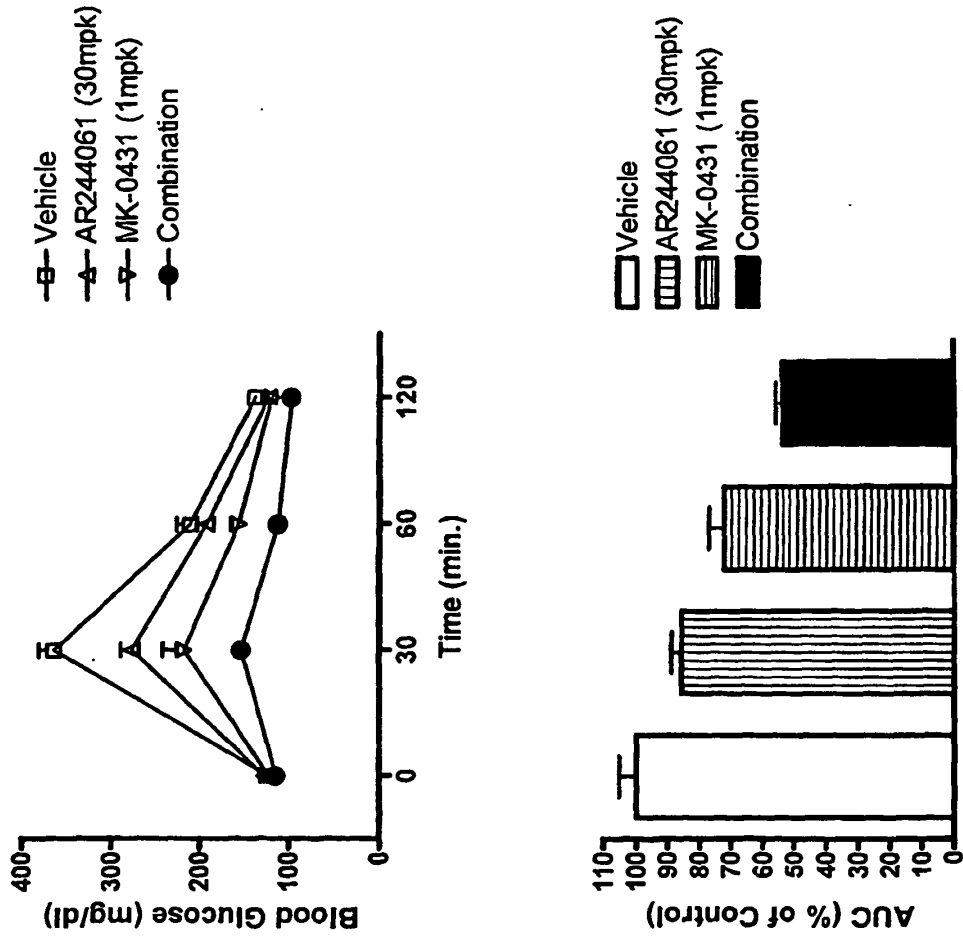 Blood Glucose (mg/dl)
400
300
200
100
0
0
30
60
120
Time (min.)
Vehicle
AR244061 (30mpk)
MK-0431 (1mpk)
Combination
AUC (% of Control)
110
100
90
80
70
60
50
40
30
20
10
0
Vehicle
AR244061 (30mpk)
MK-0431 (1mpk)
Combination